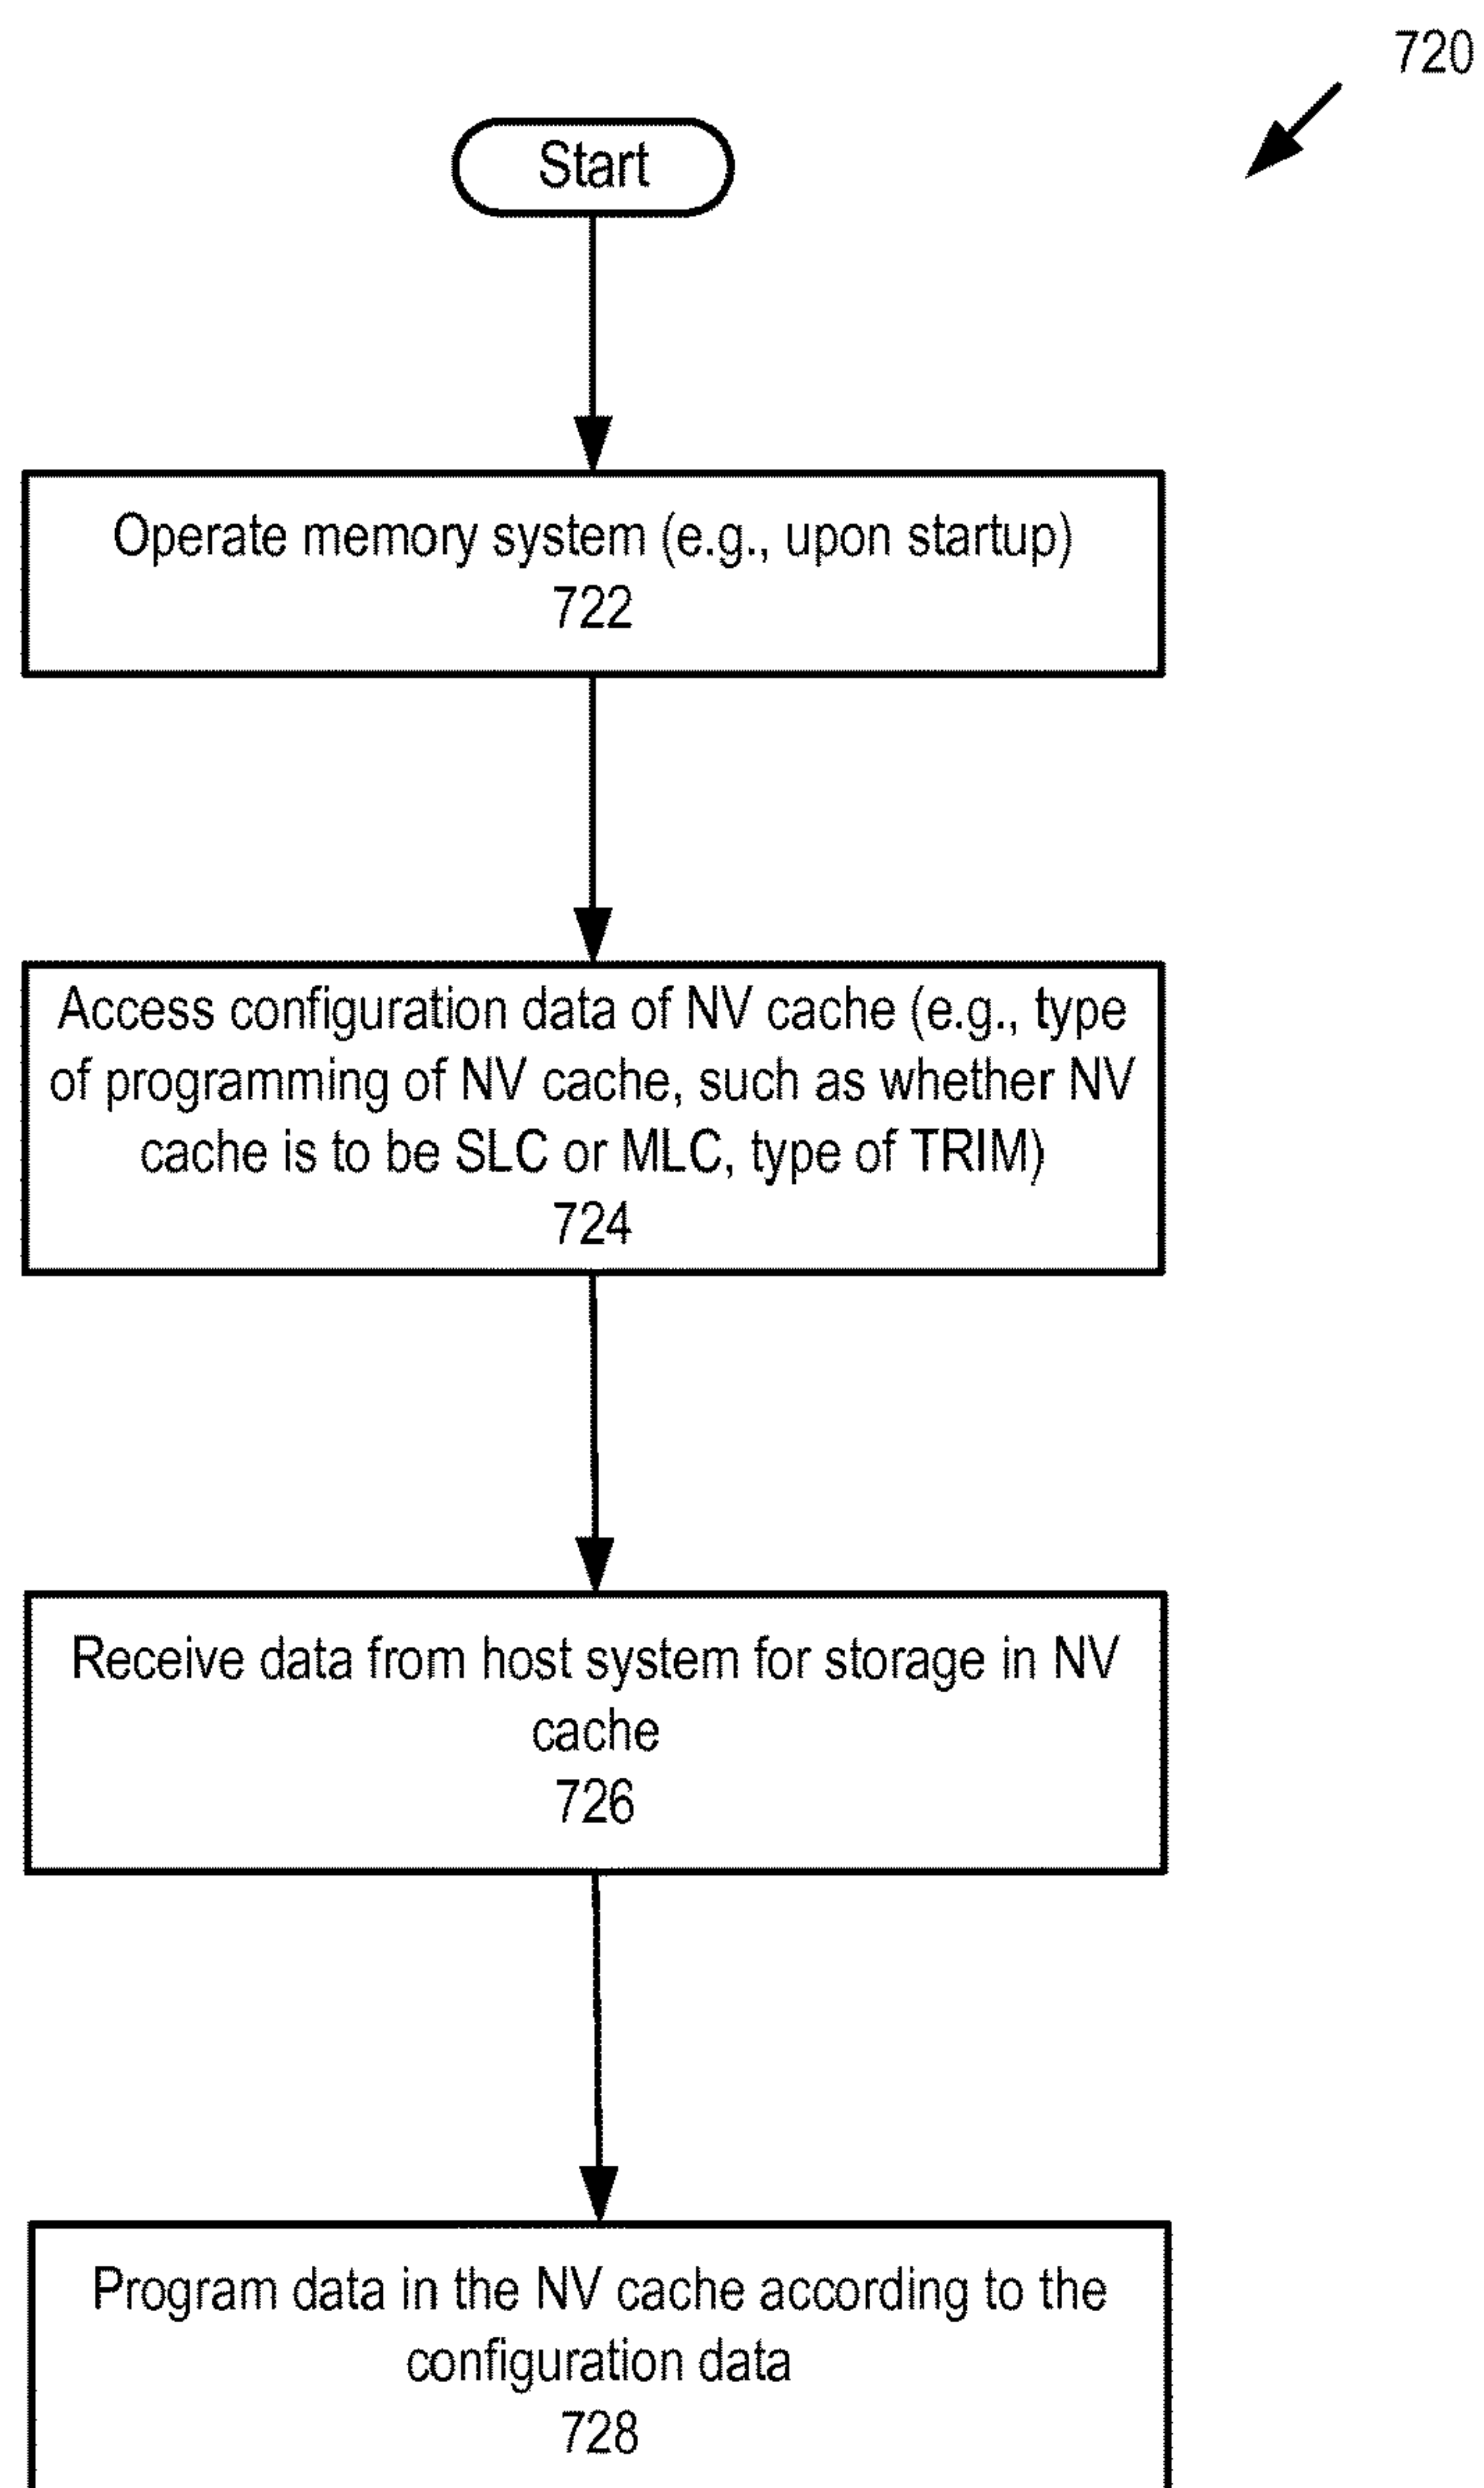 720
Start
Operate memory system (e.g., upon startup)
722
Access configuration data of NV cache (e.g., type
of programming of NV cache, such as whether NV
cache is to be SLC or MLC, type of TRIM)
724
Receive data from host system for storage in NV
cache
726
Program data in the NV cache according to the
configuration data
728